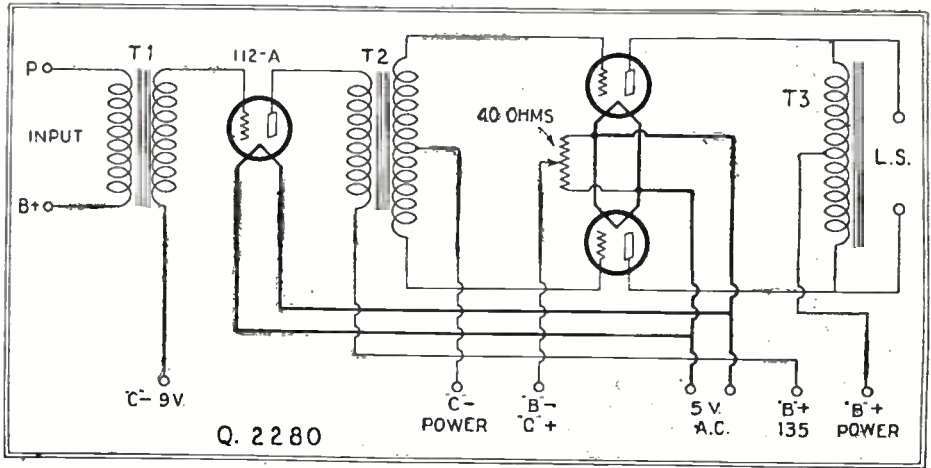 T1
112-A
T2
P
INPUT
B+
40 OHMS
T3
L.S.
"C"- 9 V.
"C"-
POWER
"B"-
"C"+
5 V.
A.C.
"B"+
135
"B"+
POWER
Q. 2280